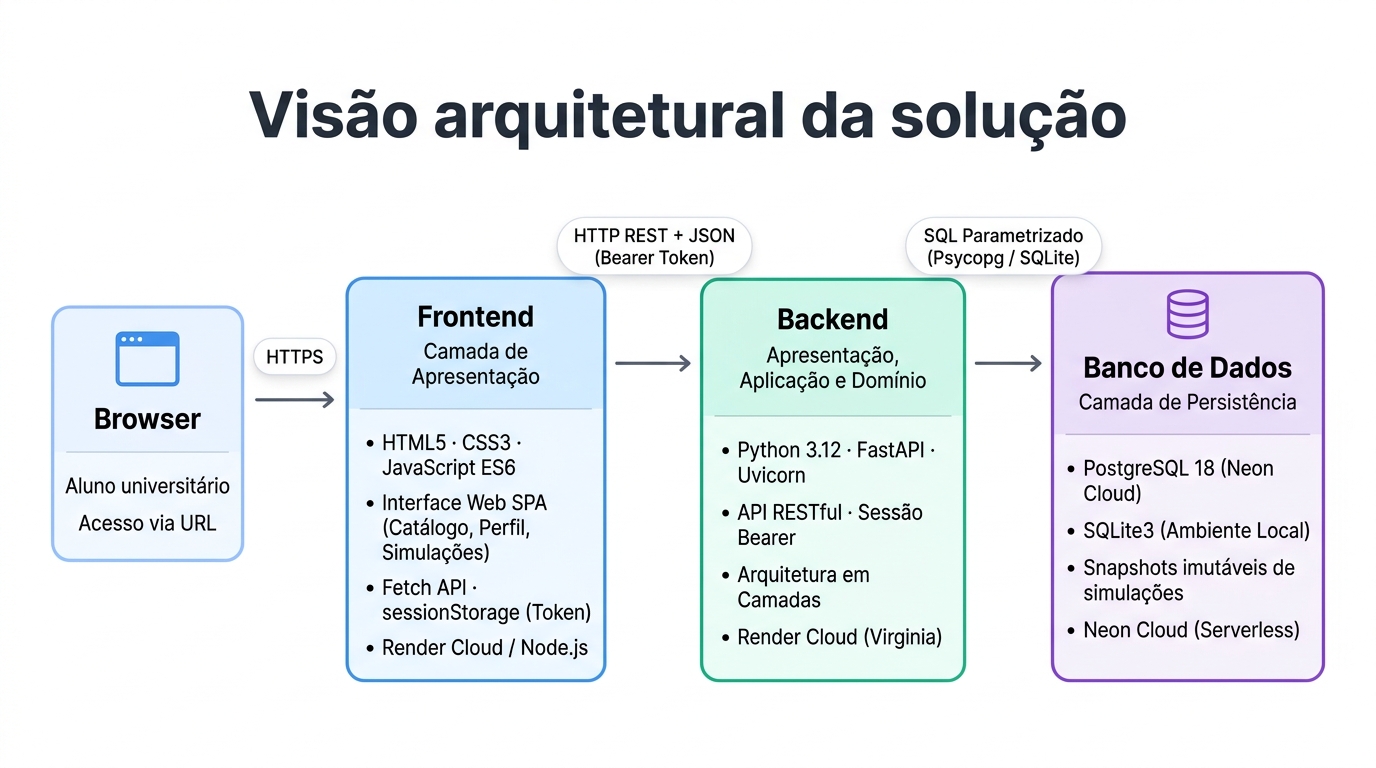 Visão arquitetural da solução
HTTP REST + JSON
(Bearer Token)
SQL Parametrizado
(Psycopg / SQLite)
Browser
Aluno universitário
Acesso via URL
HTTPS
Frontend
Camada de
Apresentação
• HTML5 · CSS3 ·
JavaScript ES6
• Interface Web SPA
(Catálogo, Perfil,
Simulações)
• Fetch API ·
sessionStorage (Token)
• Render Cloud / Node.js
Backend
Apresentação,
Aplicação e Domínio
• Python 3.12 · FastAPI ·
Uvicorn
• API RESTful · Sessão
Bearer
• Arquitetura em
Camadas
• Render Cloud (Virginia)
Banco de Dados
Camada de Persistência
• PostgreSQL 18 (Neon
Cloud)
• SQLite3 (Ambiente Local)
• Snapshots imutáveis de
simulações
• Neon Cloud (Serverless)